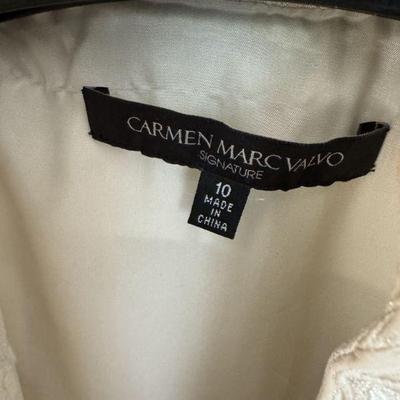 CARMEN MARC VALVO
SIGNATURE
10
MADE
IN
CHINA